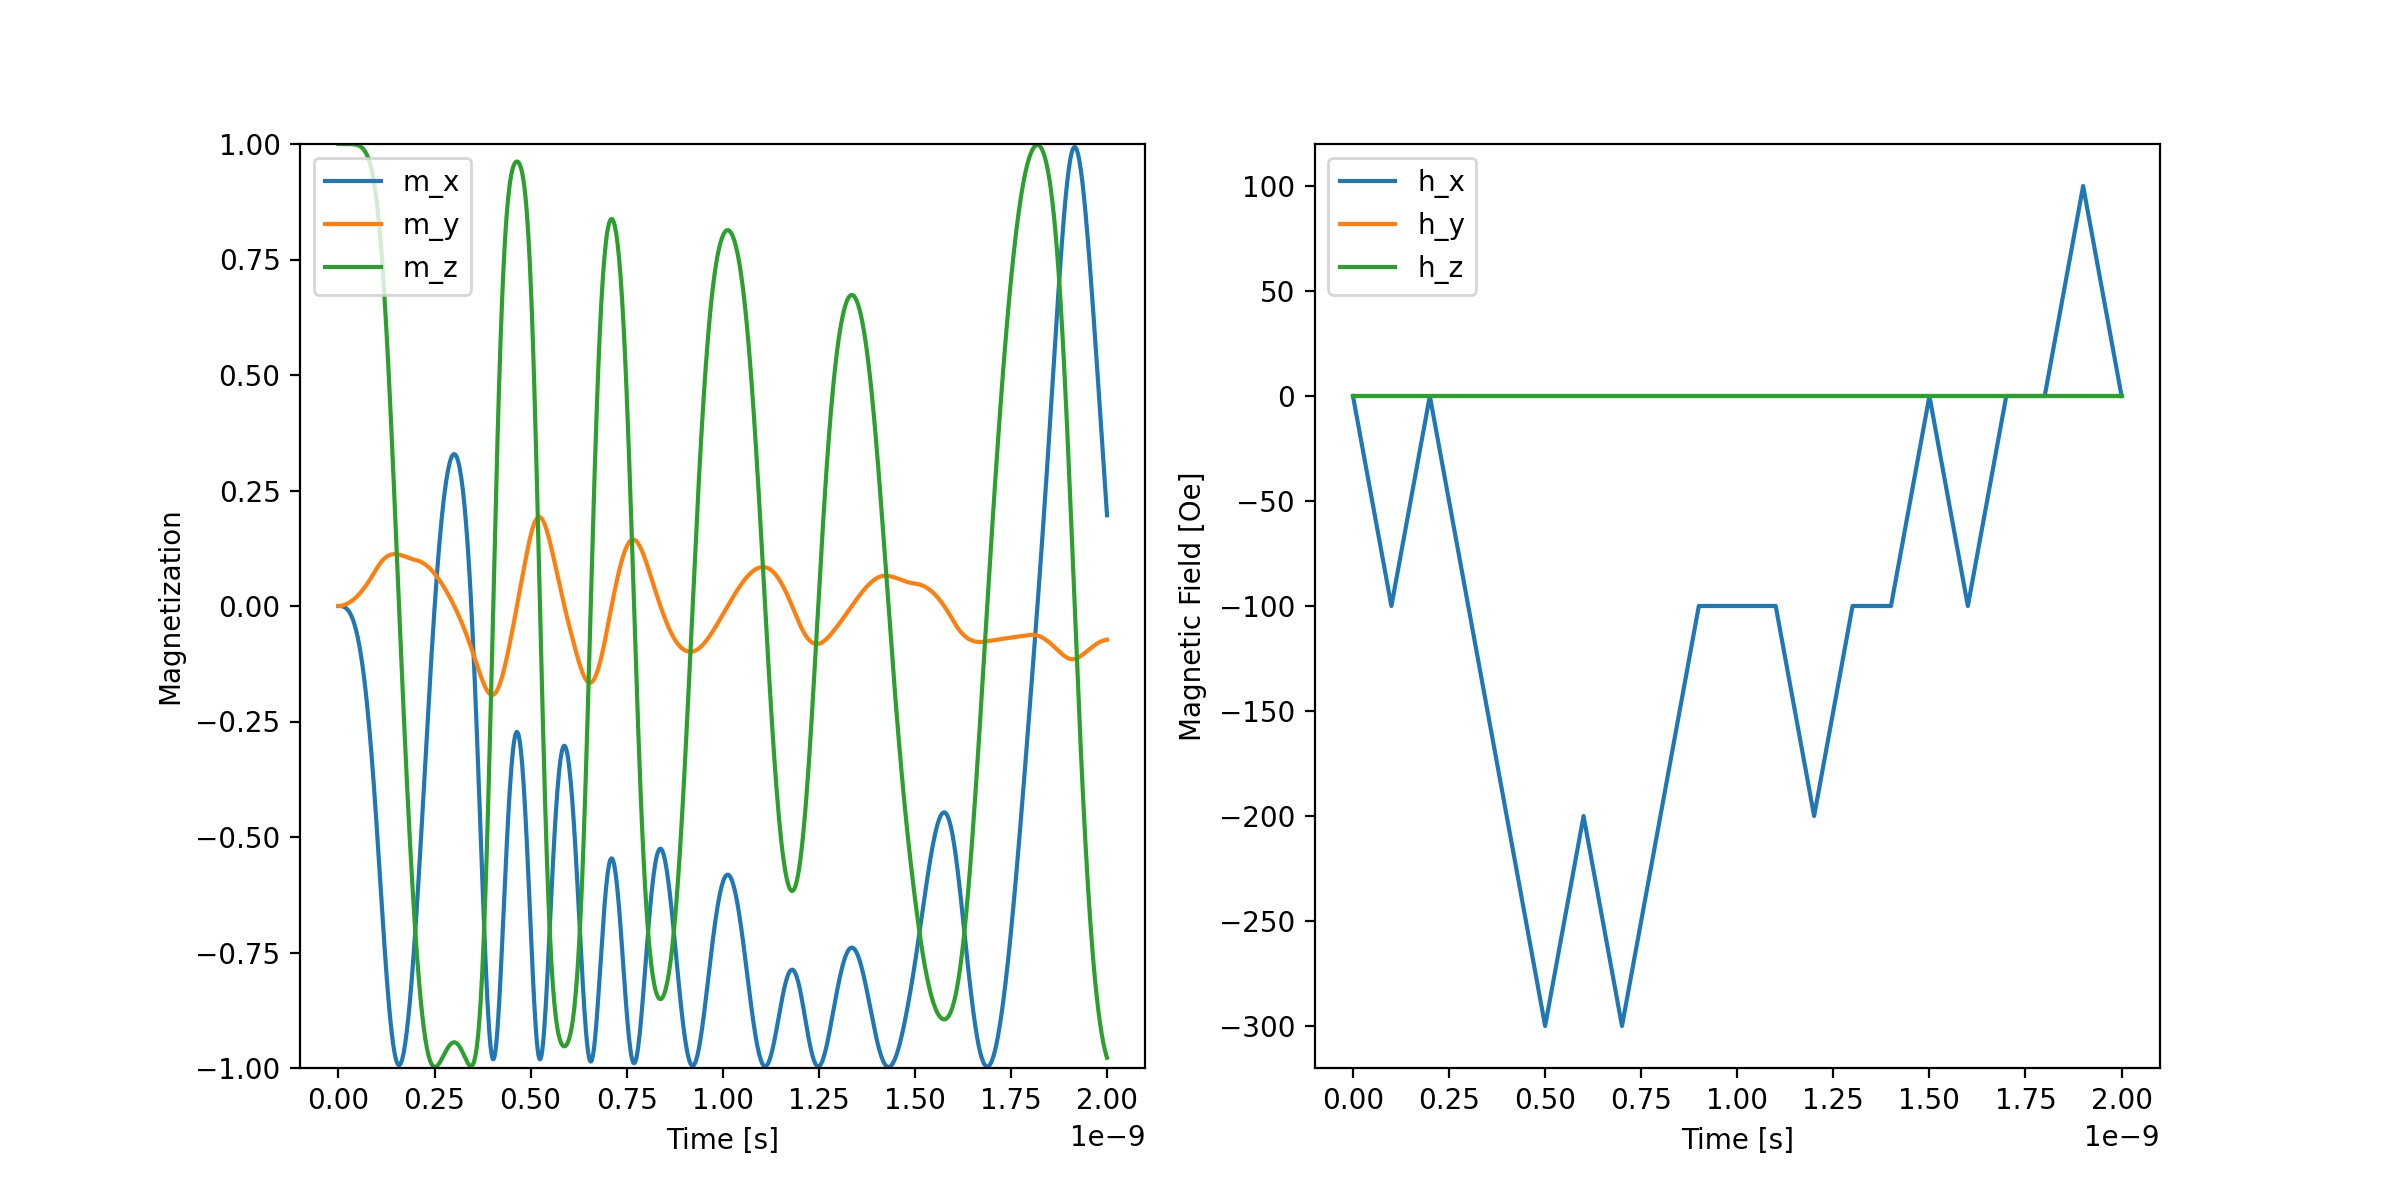 m_x
m_y
m_z
1.00
0.75
0.50
0.25
0.00
−0.25
−0.50
−0.75
−1.00
Magnetization
0.00 0.25 0.50 0.75 1.00 1.25 1.50 1.75 2.00
Time [s]
1e−9
h_x
h_y
h_z
100
50
0
−50
−100
−150
−200
−250
−300
Magnetic Field [Oe]
0.00 0.25 0.50 0.75 1.00 1.25 1.50 1.75 2.00
Time [s]
1e−9